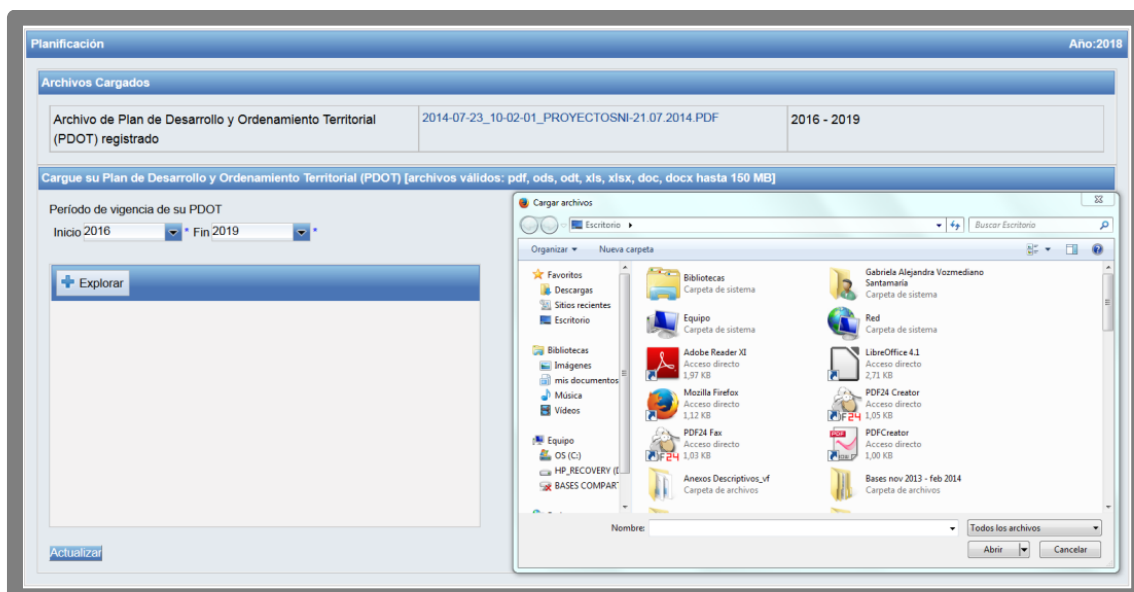 Planificación Año:2018
Archivos Cargados
Archivo de Plan de Desarrollo y Ordenamiento Territorial
(PDOT) registrado
2014-07-23_10-02-01_PROYECTOSNI-21.07.2014.PDF
2016 - 2019
Cargue su Plan de Desarrollo y Ordenamiento Territorial (PDOT) [archivos válidos: pdf, ods, odt, xls, xlsx, doc, docx hasta 150 MB]
Período de vigencia de su PDOT
Inicio 2016 * Fin 2019 *
Explorar
Actualizar
Cargar archivos
Escritorio
Buscar Escritorio
Organizar Nueva carpeta
Favoritos
Descargas
Sitios recientes
Escritorio
Bibliotecas
Imágenes
mis documentos
Música
Vídeos
Equipo
OS (C:)
HP_RECOVERY (D
BASES COMPART
Bibliotecas
Carpeta de sistema
Gabriela Alejandra Vozmediano
Santamaría
Carpeta de sistema
Equipo
Carpeta de sistema
Red
Carpeta de sistema
Adobe Reader XI
Acceso directo
1,97 KB
LibreOffice 4.1
Acceso directo
2,71 KB
Mozilla Firefox
Acceso directo
1,12 KB
PDF24 Creator
Acceso directo
1,05 KB
PDF24 Fax
Acceso directo
1,03 KB
PDFCreator
Acceso directo
1,00 KB
Anexos Descriptivos_vf
Carpeta de archivos
Bases nov 2013 - feb 2014
Carpeta de archivos
Nombre:
Todos los archivos
Abrir Cancelar